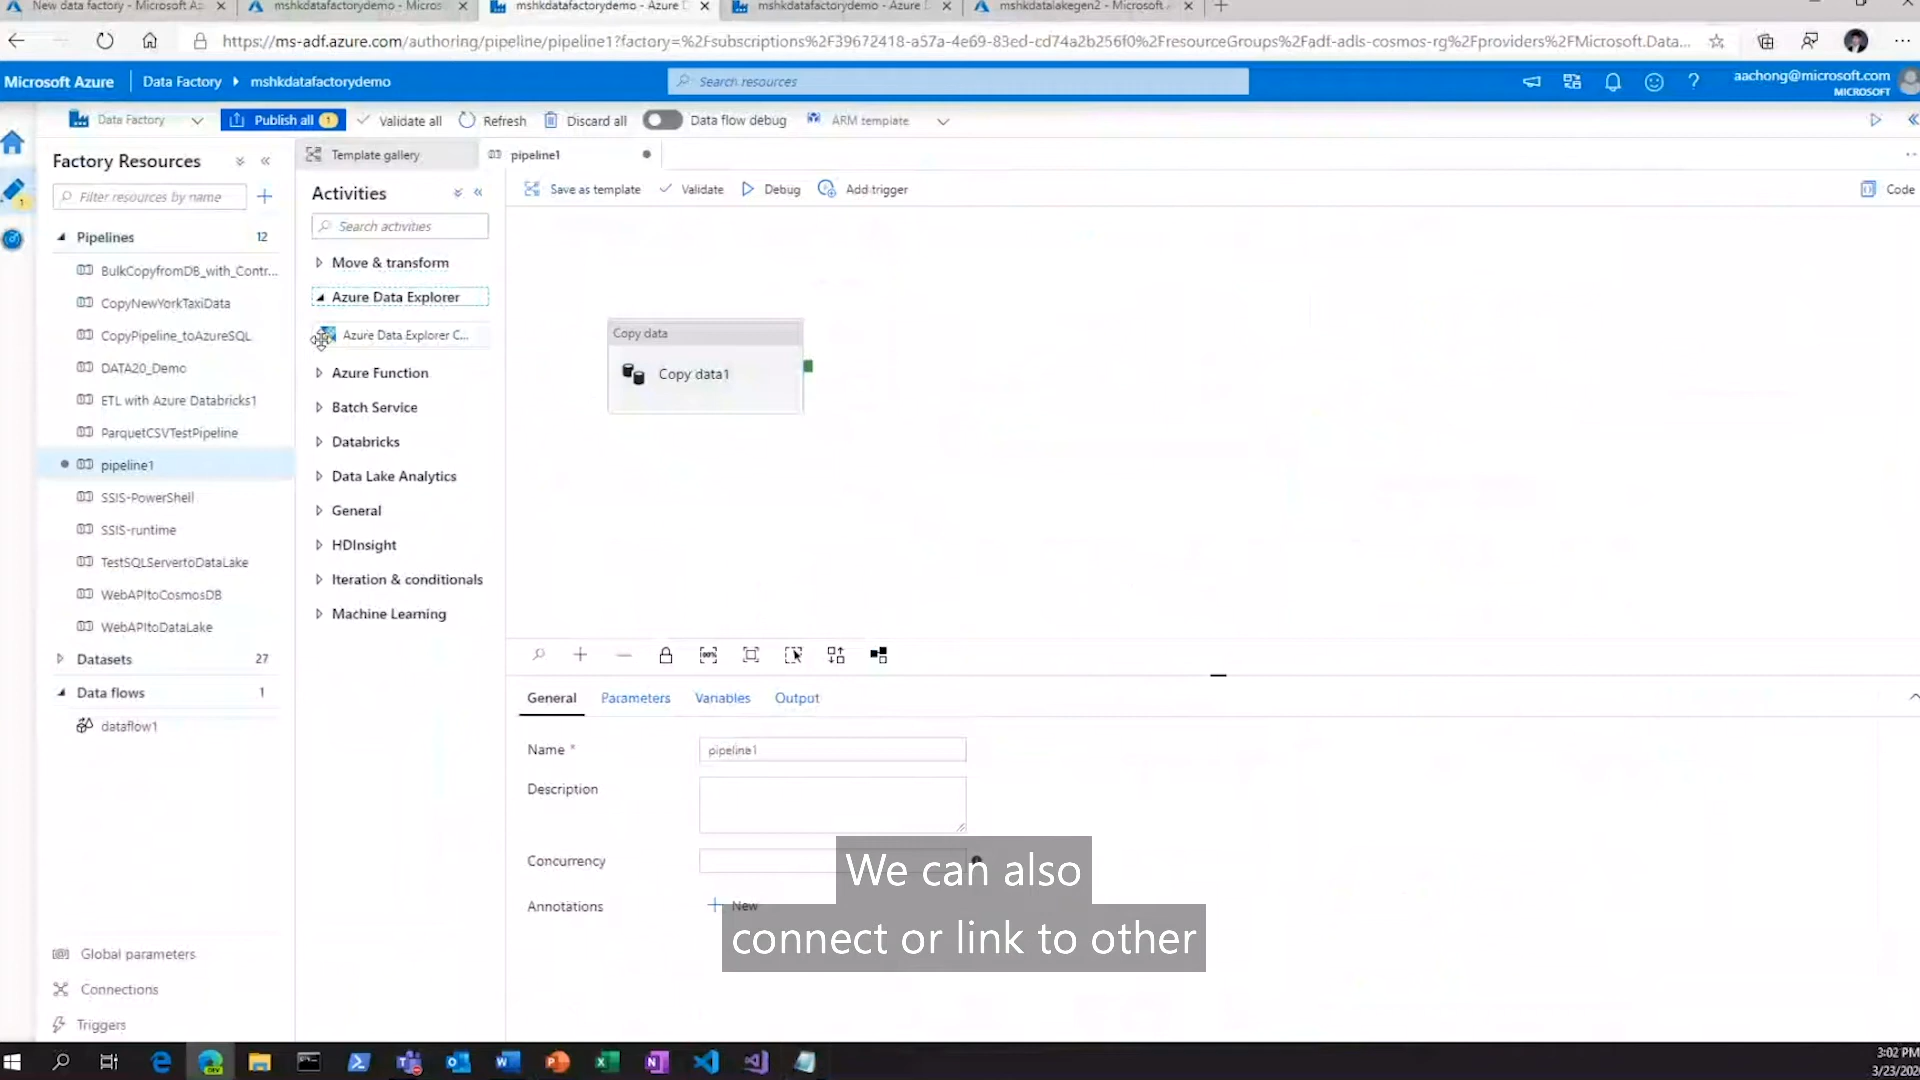 New data factory - Microsoft Az
mshkdatafactorydemo - Micros
mshkdatafactorydemo - Azure D
mshkdatafactorydemo - Azure D
mshkdatalakegen2 - Microsoft A
https://ms-adf.azure.com/authoring/pipeline/pipeline1?factory=%2Fsubscriptions%2F39672418-a57a-4e69-83ed-cd74a2b256f0%2FresourceGroups%2Fadf-adls-cosmos-rg%2Fproviders%2FMicrosoft.Data...
Microsoft Azure
Data Factory
mshkdatafactorydemo
Search resources
aachong@microsoft.com
MICROSOFT
Data Factory
Publish all 1
Validate all
Refresh
Discard all
Data flow debug
ARM template
Factory Resources
Template gallery
pipeline1
Activities
Save as template
Validate
Debug
Add trigger
Code
1
Filter resources by name
Search activities
Pipelines 12
BulkCopyfromDB_with_Contr...
CopyNewYorkTaxiData
CopyPipeline_toAzureSQL
DATA20_Demo
ETL with Azure Databricks1
ParquetCSVTestPipeline
pipeline1
SSIS-PowerShell
SSIS-runtime
TestSQLServertoDataLake
WebAPItoCosmosDB
WebAPItoDataLake
Datasets 27
Data flows 1
dataflow1
Global parameters
Connections
Triggers
Move & transform
Azure Data Explorer
Azure Data Explorer C...
Azure Function
Batch Service
Databricks
Data Lake Analytics
General
HDInsight
Iteration & conditionals
Machine Learning
Copy data
Copy data1
General
Parameters
Variables
Output
Name *
pipeline1
Description
Concurrency
Annotations
New
We can also
connect or link to other
3:02 PM
3/23/202